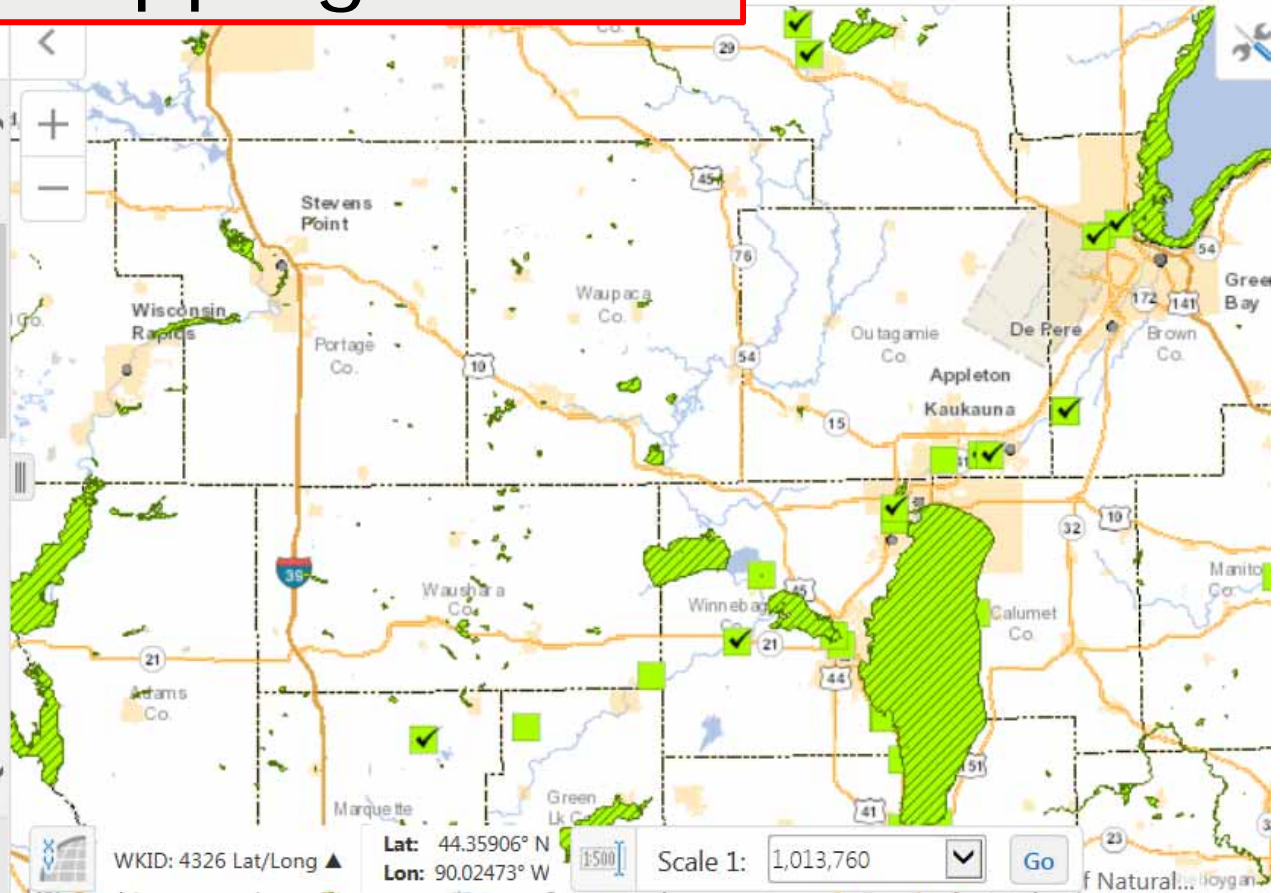 29
45
Stevens
Point
76
54
Waupaca
Co.
172
141
Green
Bay
Wisconsin
Rapids
Co.
Outagamie
Co.
De Pere
Brown
Co.
Portage
Co.
10
54
Appleton
Kaukauna
15
32
10
39
Waushara
Co.
45
Winnebag
Co.
Manito
Co.
Calumet
Co.
21
21
44
Adams
Co.
51
Marquette
Green
Lk Co
41
23
WKID: 4326 Lat/Long ▲
Lat: 44.35906° N
Lon: 90.02473° W
1:500
Scale 1:
1,013,760
Go
f Natural...